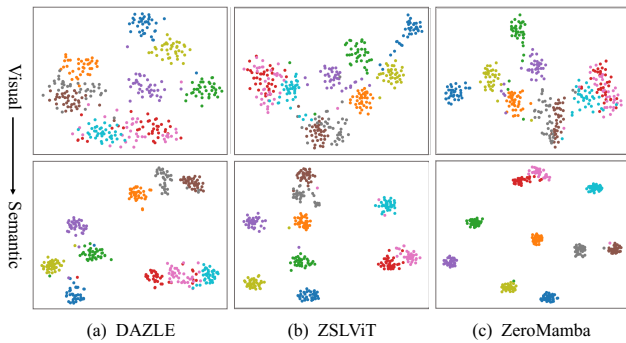 Visual
Semantic
(a) DAZLE
(b) ZSLViT
(c) ZeroMamba